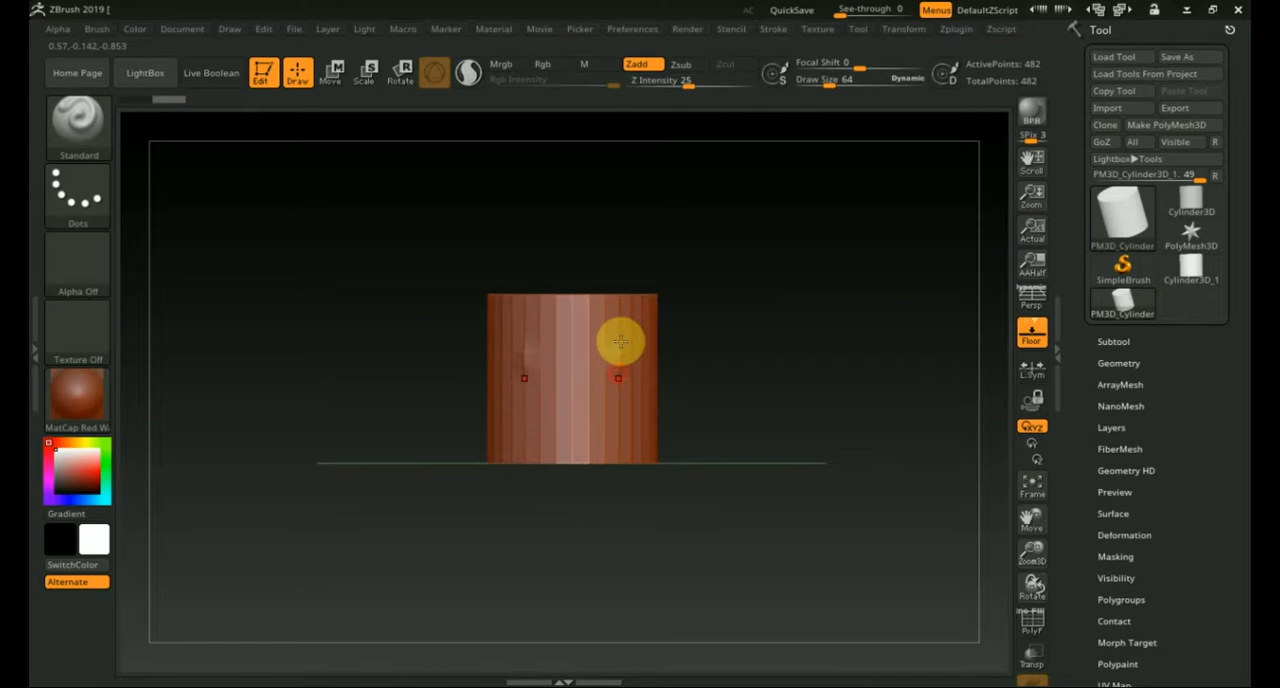 ZBrush 2019 [
AC QuickSave See-through 0 Menus DefaultZScript
Alpha Brush Color Document Draw Edit File Layer Light Macro Marker Material Movie Picker Preferences Render Stencil Stroke Texture Tool Transform Zplugin Zscript
0.57,-0.142,-0.853
Home Page LightBox Live Boolean Edit Draw Move Scale Rotate
Mrgb Rgb M Zadd Zsub Zcut
Rgb Intensity Z Intensity 25
Focal Shift 0
Draw Size 64 Dynamic
S
D
ActivePoints: 482
TotalPoints: 482
Standard
Dots
Alpha Off
Texture Off
MatCap Red W
Gradient
SwitchColor
Alternate
BPR
SPix 3
Scroll
Zoom
Actual
AAHalf
Dynamic
Persp
Floor
L.Sym
XYZ
Frame
Move
Zoom3D
Rotate
PolyF
Transp
Tool
Load Tool Save As
Load Tools From Project
Copy Tool Paste Tool
Import Export
Clone Make PolyMesh3D
GoZ All Visible R
Lightbox▶Tools
PM3D_Cylinder3D_1. 49 R
PM3D_Cylinder
Cylinder3D
PolyMesh3D
SimpleBrush
Cylinder3D_1
PM3D_Cylinder
Subtool
Geometry
ArrayMesh
NanoMesh
Layers
FiberMesh
Geometry HD
Preview
Surface
Deformation
Masking
Visibility
Polygroups
Contact
Morph Target
Polypaint
UV Map